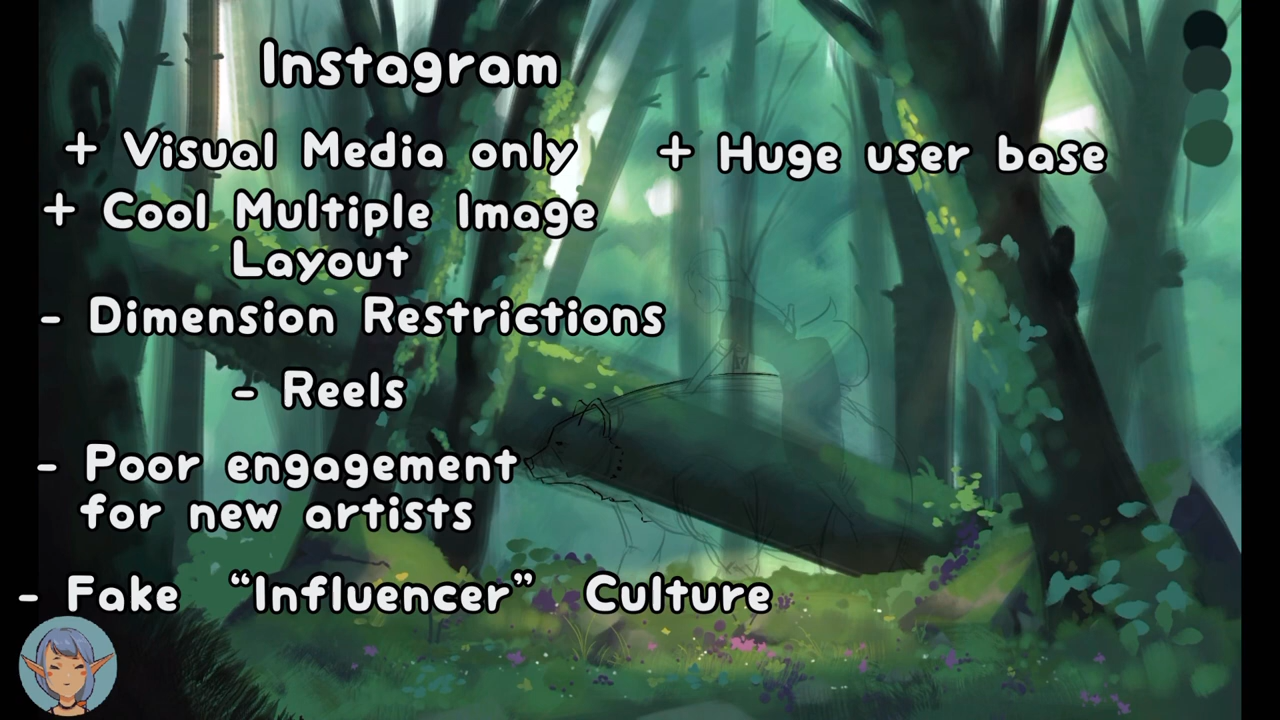 Instagram
+ Visual Media only
+ Huge user base
+ Cool Multiple Image
Layout
- Dimension Restrictions
- Reels
- Poor engagement
for new artists
- Fake “Influencer” Culture